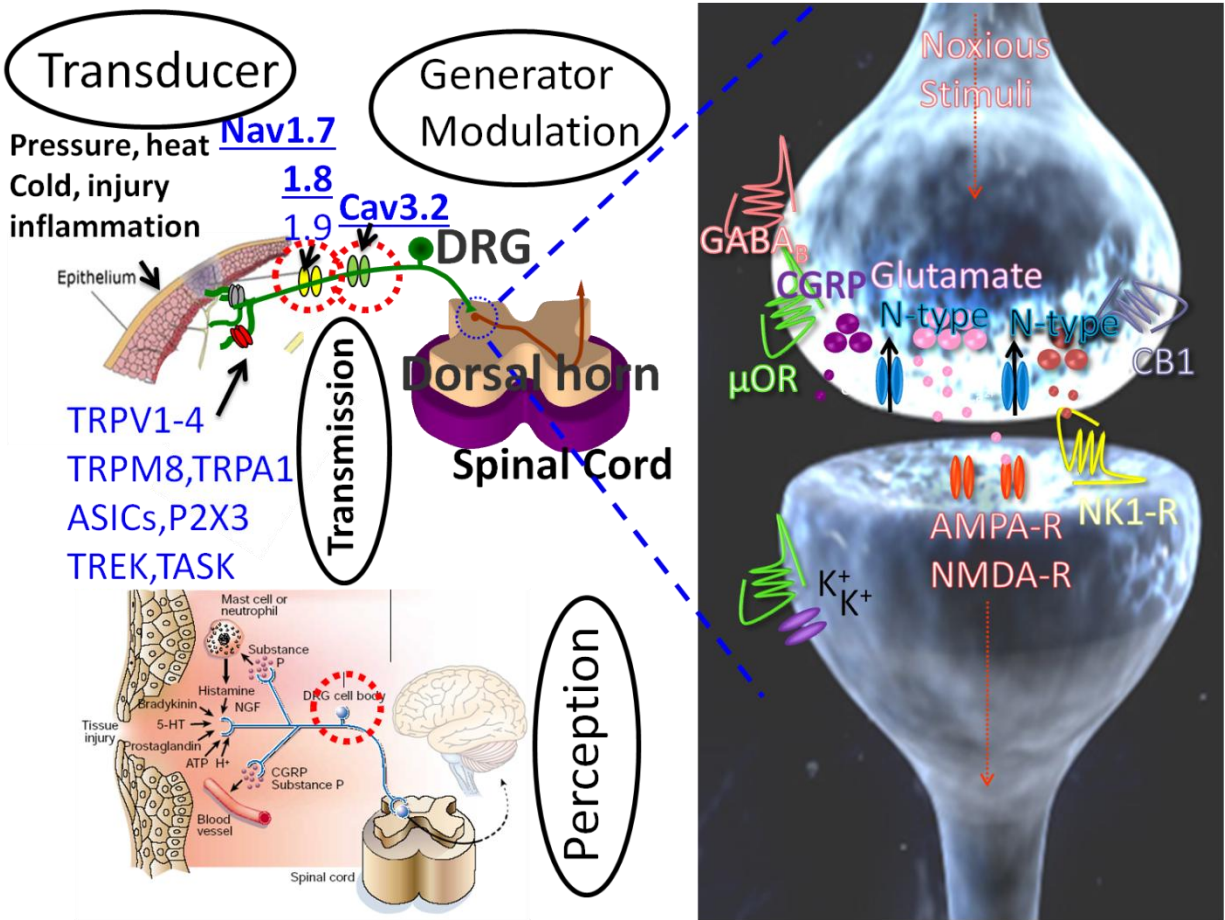 Transducer
Generator
Modulation
Pressure, heat
Cold, injury
inflammation
Nav1.7
1.8
1.9
Cav3.2
DRG
Epithelium
Dorsal horn
Spinal Cord
Transmission
TRPV1-4
TRPM8,TRPA1
ASICs,P2X3
TREK,TASK
Mast cell or
neutrophil
Substance
P
Histamine
NGF
DRG cell body
Bradykinin
5-HT
Prostaglandin
ATP H+
Tissue
injury
CGRP
Substance P
Blood
vessel
Spinal cord
Perception
Noxious
Stimuli
GABAB
CGRP
Glutamate
N-type
N-type
μOR
CB1
AMPA-R
NMDA-R
NK1-R
K+
K+